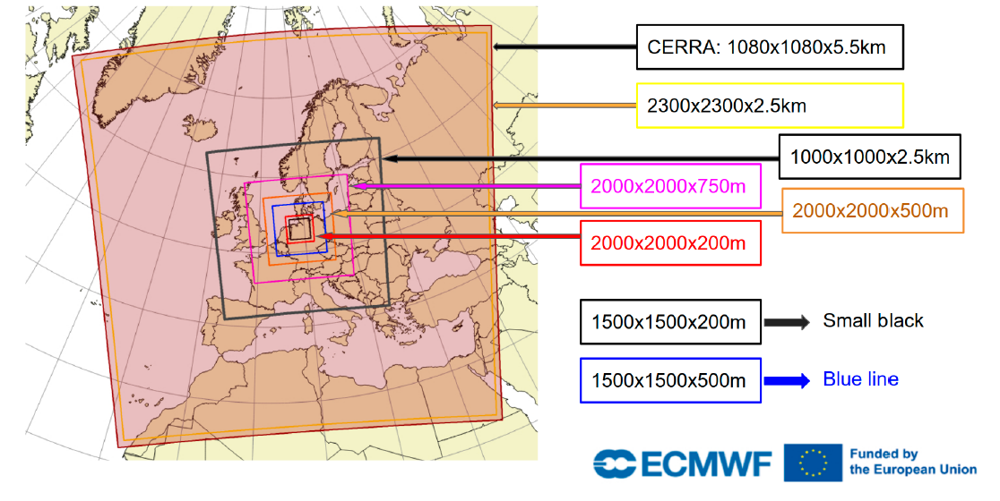 CERRA: 1080x1080x5.5km
2300x2300x2.5km
1000x1000x2.5km
2000x2000x750m
2000x2000x500m
2000x2000x200m
1500x1500x200m
Small black
1500x1500x500m
Blue line
ECMWF
Funded by
the European Union